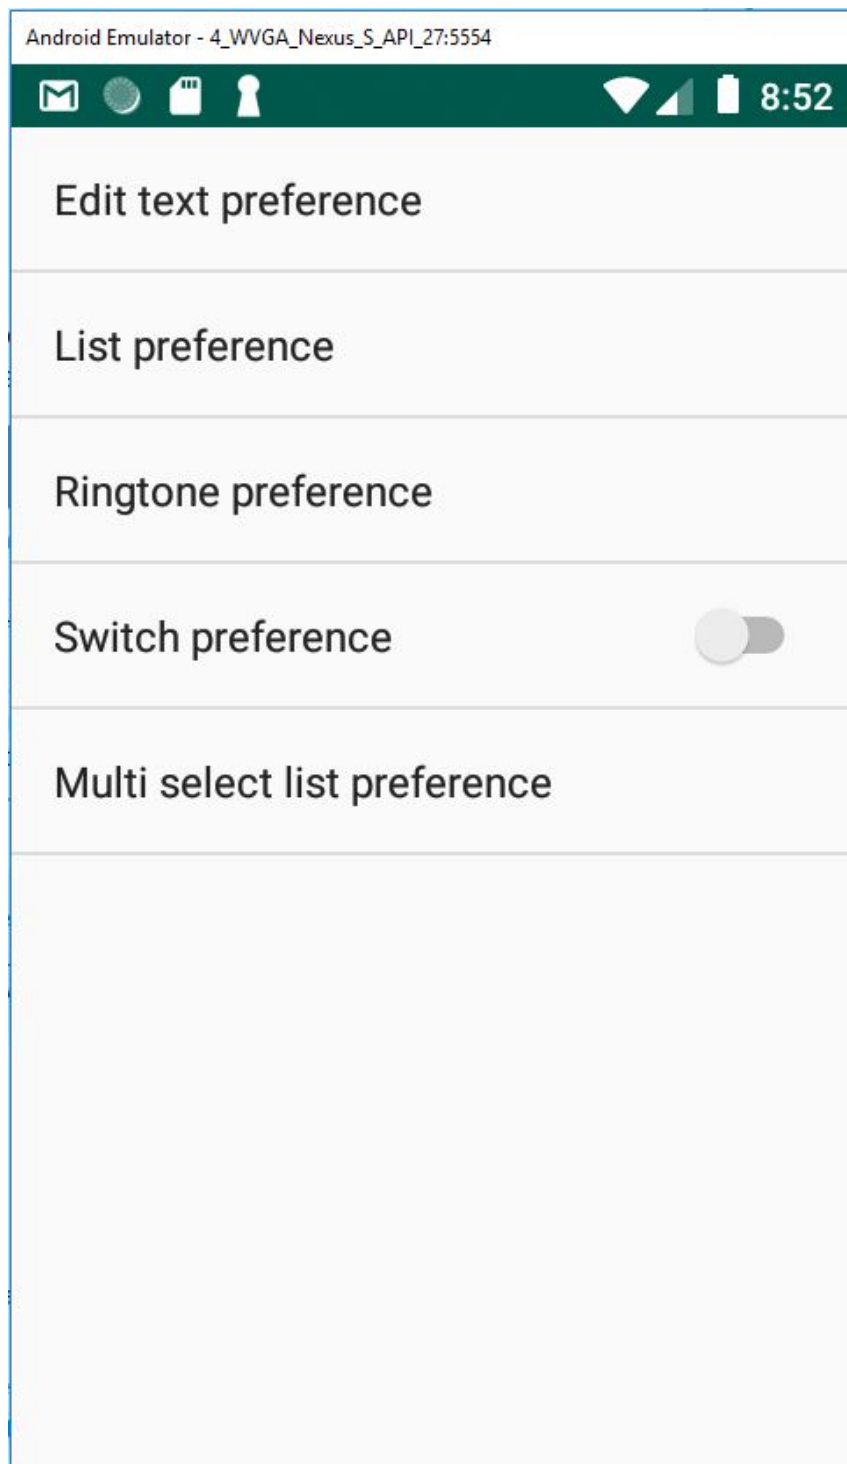 Android Emulator - 4_WVGA_Nexus_S_API_27:5554
8:52
Edit text preference
List preference
Ringtone preference
Switch preference
Multi select list preference